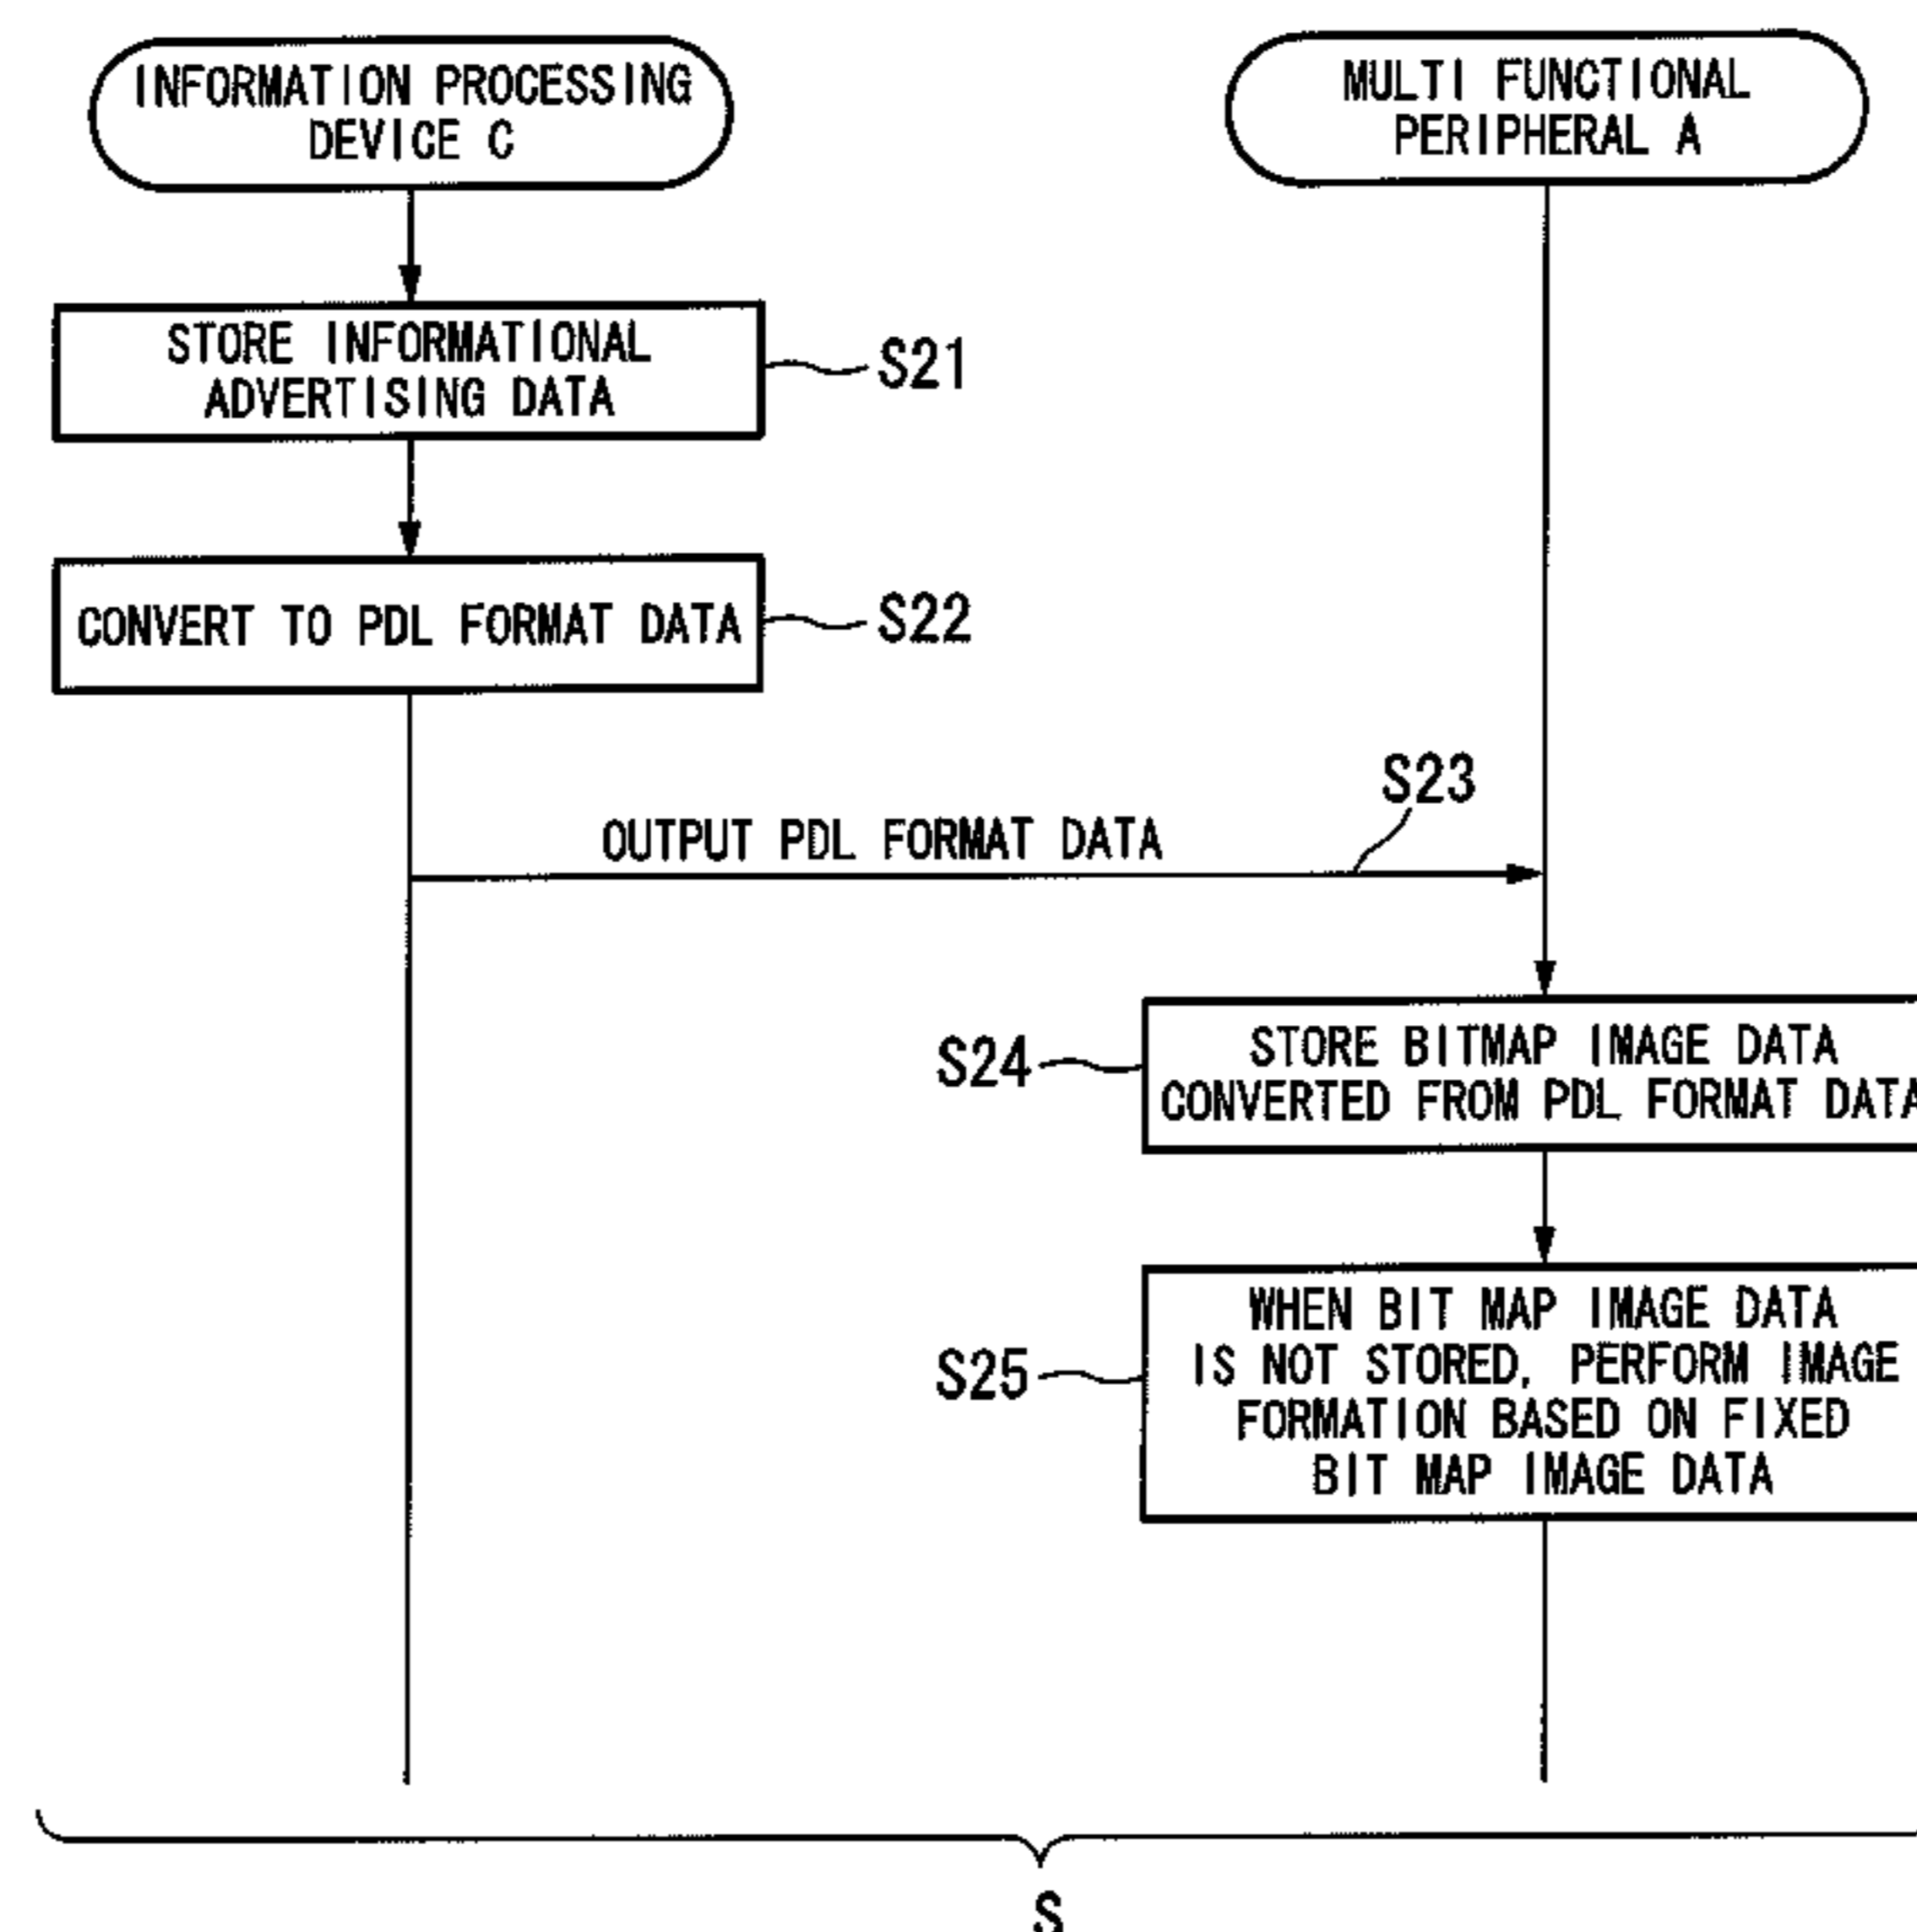 INFORMATION PROCESSING
DEVICE C
MULTI FUNCTIONAL
PERIPHERAL A
STORE INFORMATIONAL
ADVERTISING DATA
S21
CONVERT TO PDL FORMAT DATA
S22
S23
OUTPUT PDL FORMAT DATA
S24
STORE BITMAP IMAGE DATA
CONVERTED FROM PDL FORMAT DATA
S25
WHEN BIT MAP IMAGE DATA
IS NOT STORED, PERFORM IMAGE
FORMATION BASED ON FIXED
BIT MAP IMAGE DATA
S